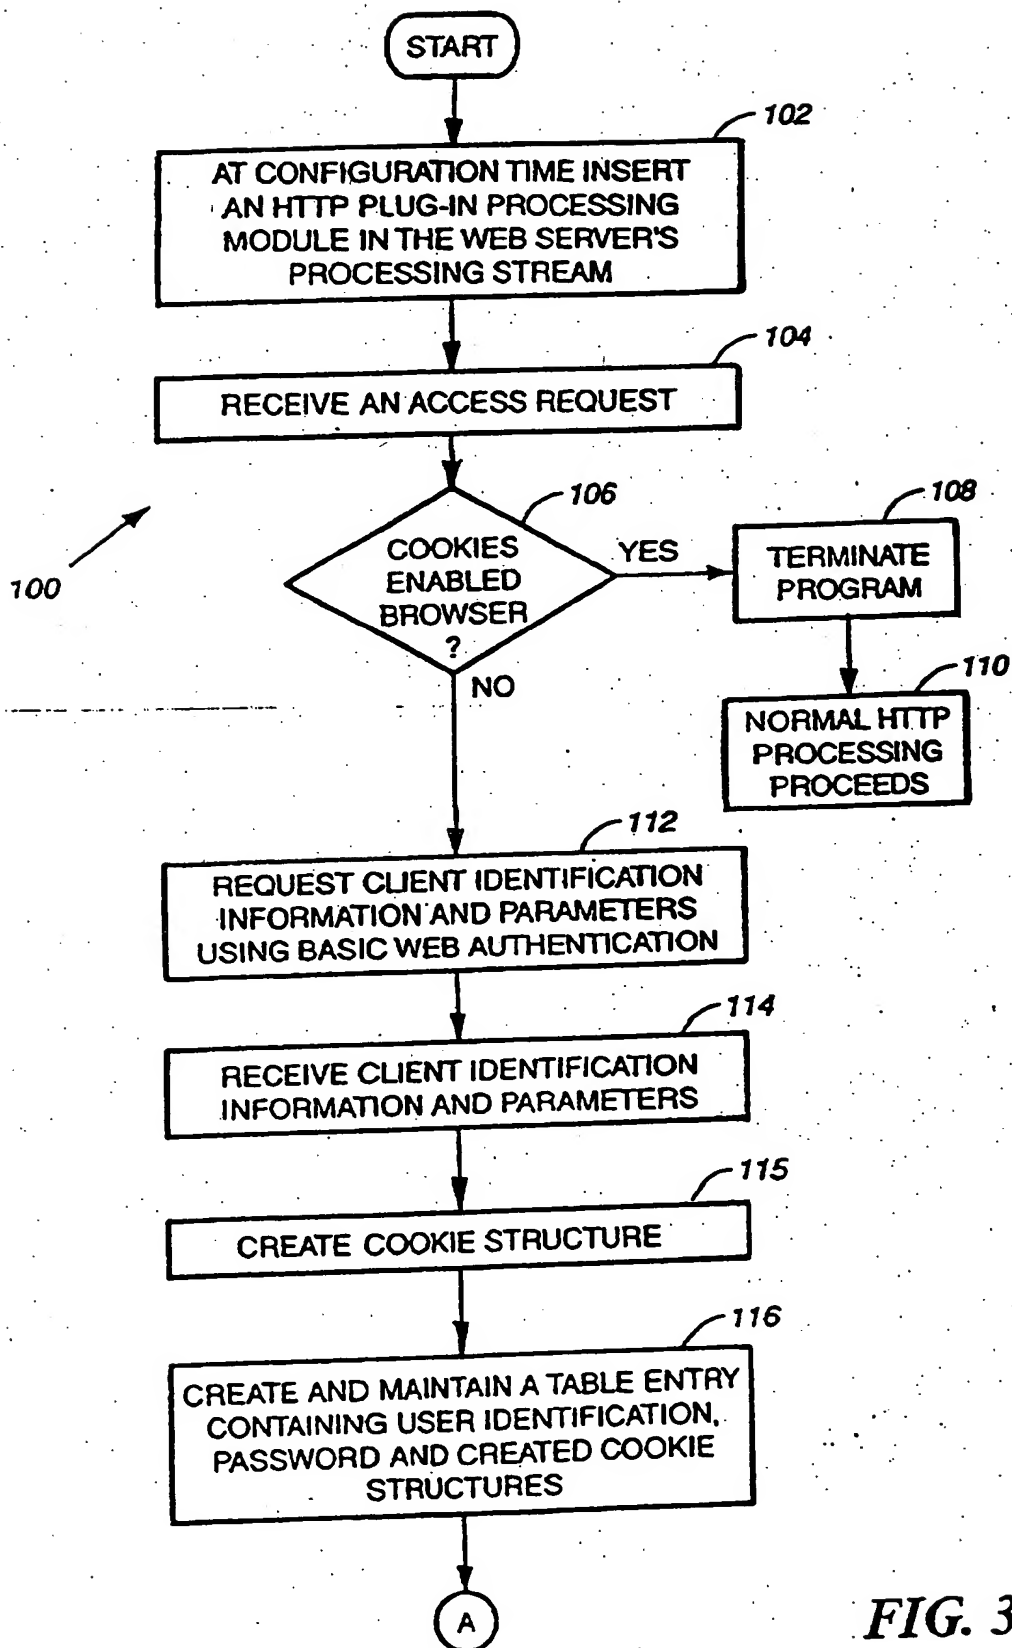 START
102
AT CONFIGURATION TIME INSERT
AN HTTP PLUG-IN PROCESSING
MODULE IN THE WEB SERVER'S
PROCESSING STREAM
104
RECEIVE AN ACCESS REQUEST
106
COOKIES
ENABLED
BROWSER
?
YES
108
TERMINATE
PROGRAM
100
NO
110
NORMAL HTTP
PROCESSING
PROCEEDS
112
REQUEST CLIENT IDENTIFICATION
INFORMATION AND PARAMETERS
USING BASIC WEB AUTHENTICATION
114
RECEIVE CLIENT IDENTIFICATION
INFORMATION AND PARAMETERS
115
CREATE COOKIE STRUCTURE
116
CREATE AND MAINTAIN A TABLE ENTRY
CONTAINING USER IDENTIFICATION,
PASSWORD AND CREATED COOKIE
STRUCTURES
A
FIG. 3